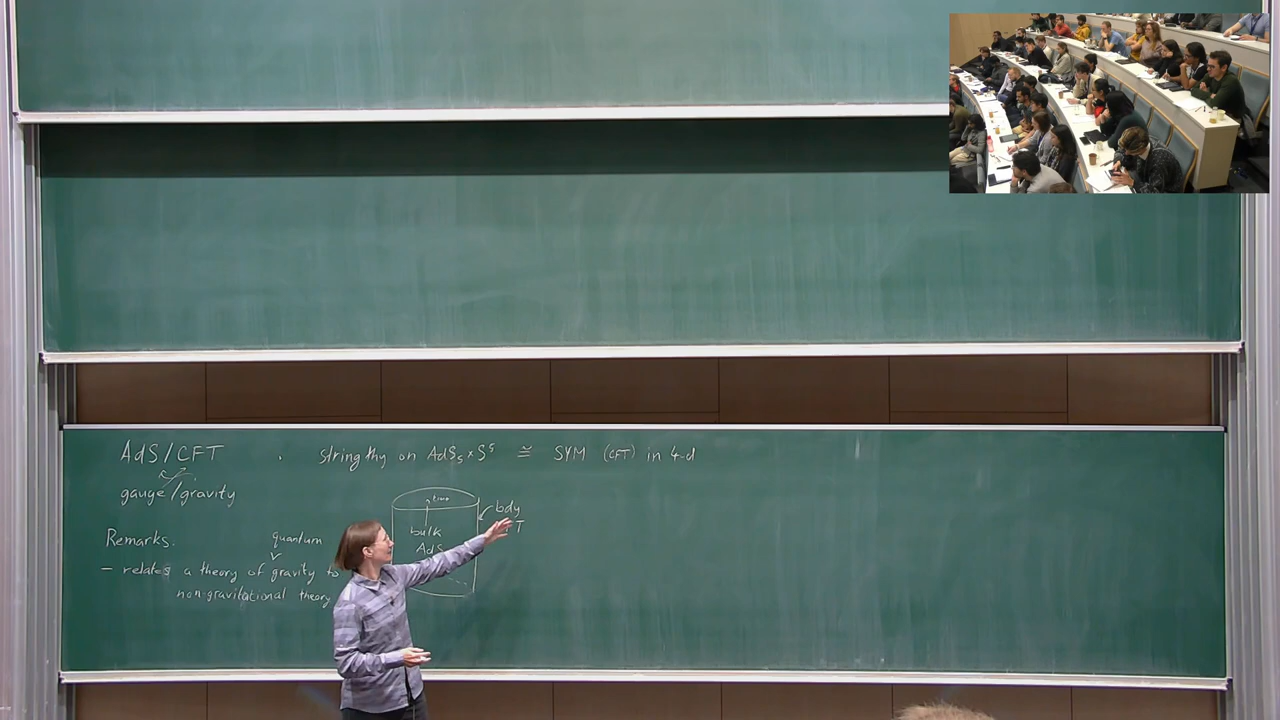 AdS/CFT
string thy on AdS₅×S⁵ ≅ SYM (CFT) in 4-d
gauge/gravity
time
bdy
Remarks.
quantum
bulk
AdS
— relates a theory of gravity to
non gravitational theory